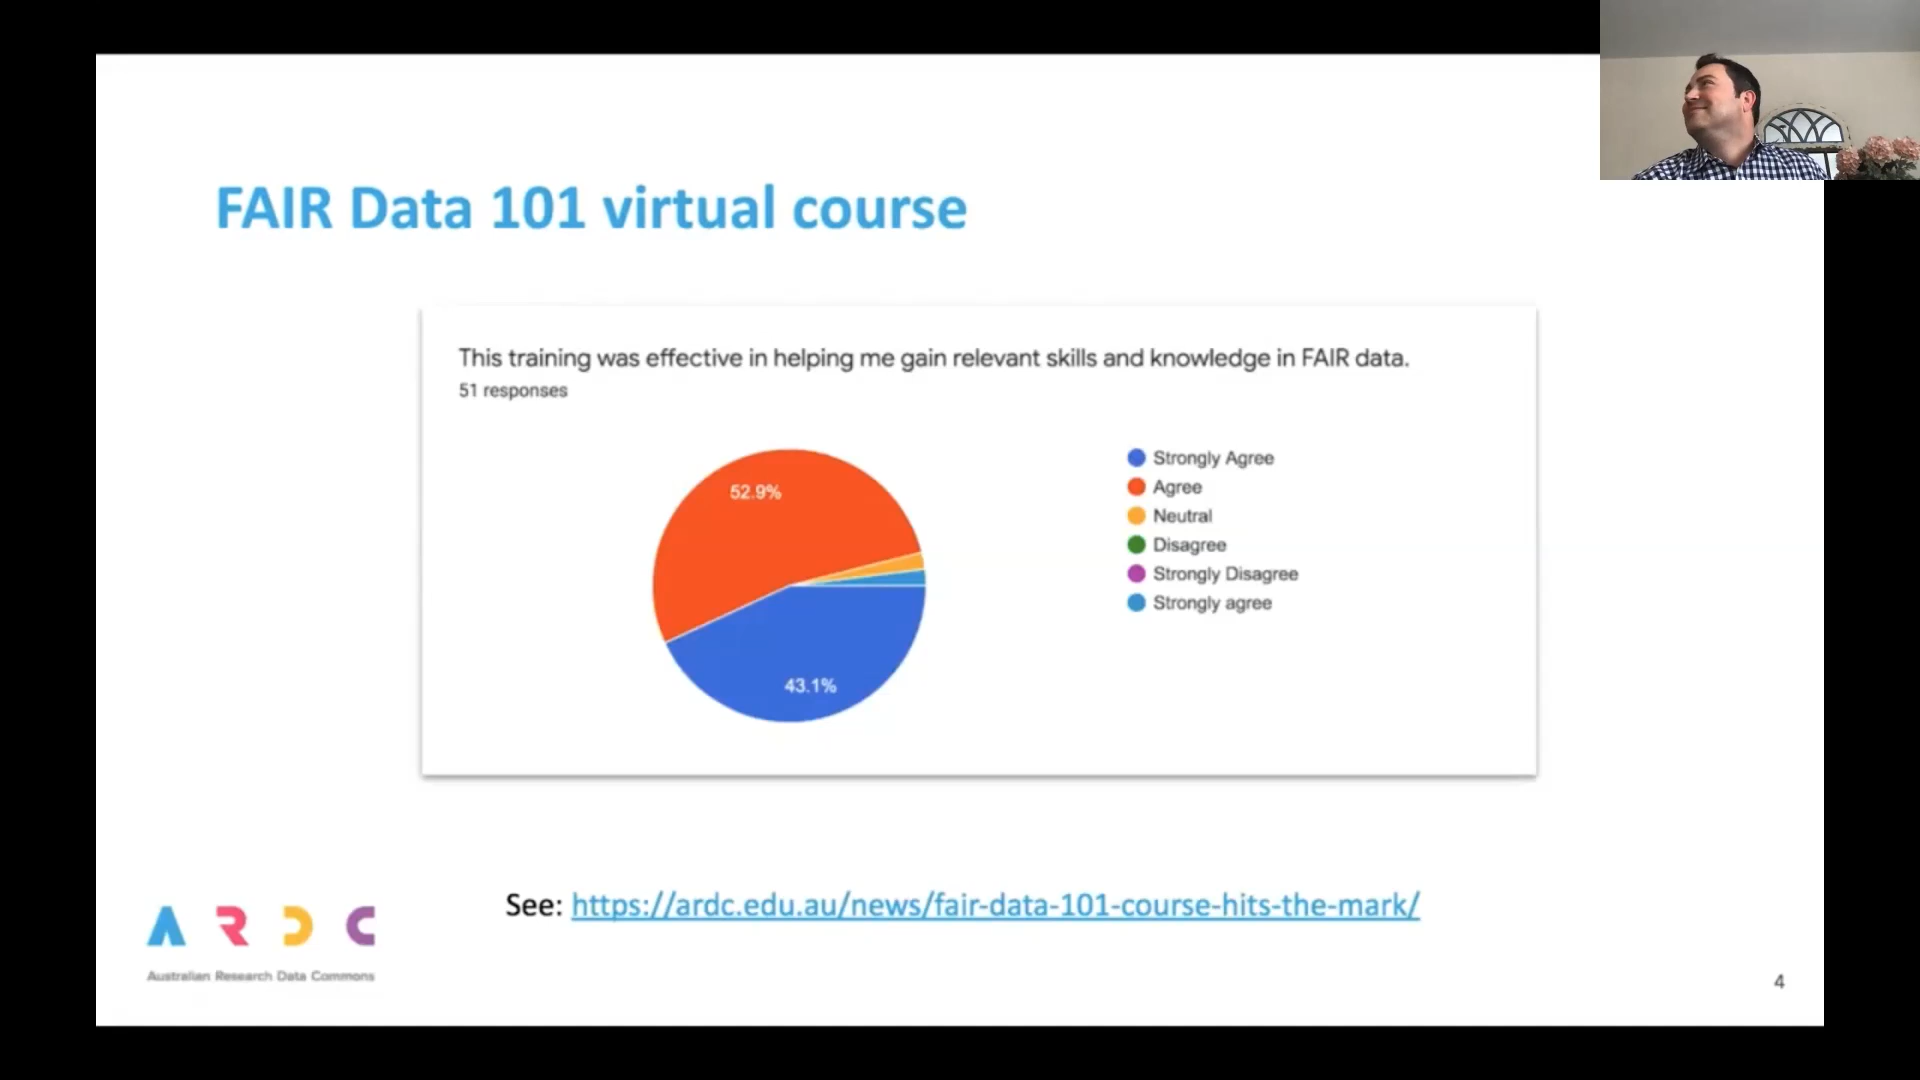 FAIR Data 101 virtual course
This training was effective in helping me gain relevant skills and knowledge in FAIR data.
51 responses
52.9%
43.1%
Strongly Agree
Agree
Neutral
Disagree
Strongly Disagree
Strongly agree
See: https://ardc.edu.au/news/fair-data-101-course-hits-the-mark/
ARDC
Australian Research Data Commons
4